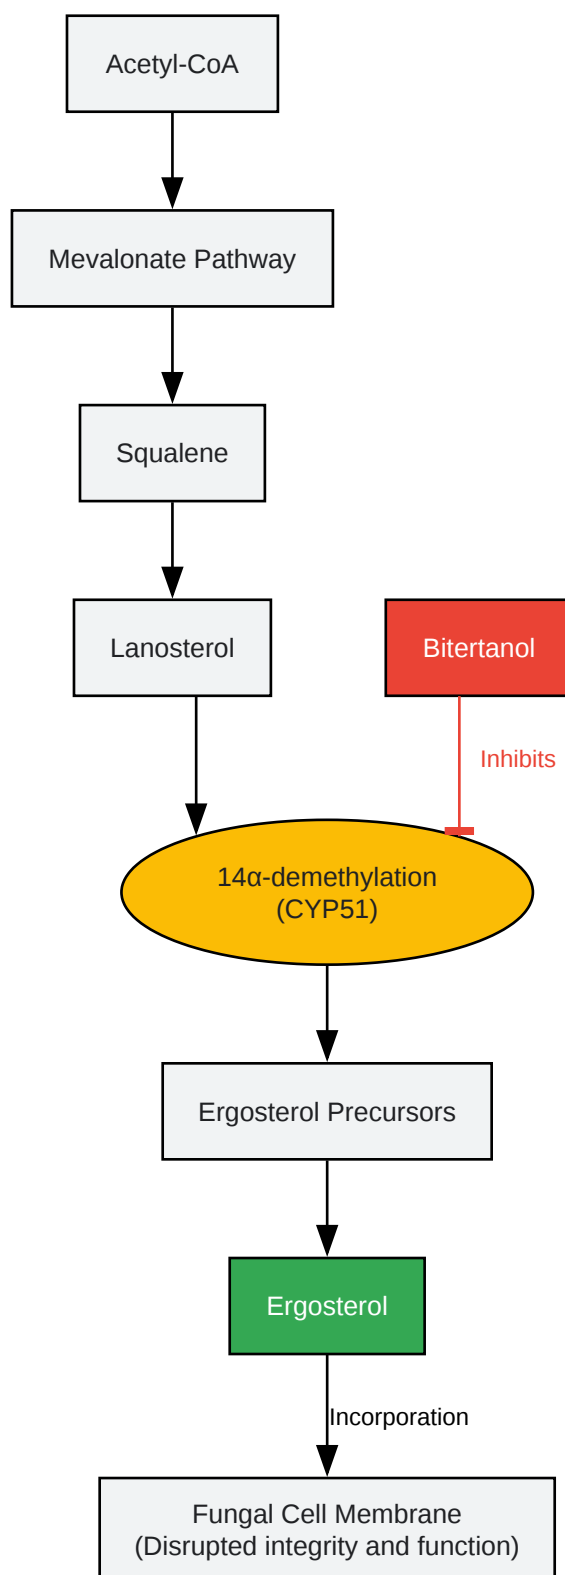 Acetyl-CoA
Mevalonate Pathway
Squalene
Lanosterol
Bitertanol
Inhibits
14α-demethylation
(CYP51)
Ergosterol Precursors
Ergosterol
Incorporation
Fungal Cell Membrane
(Disrupted integrity and function)